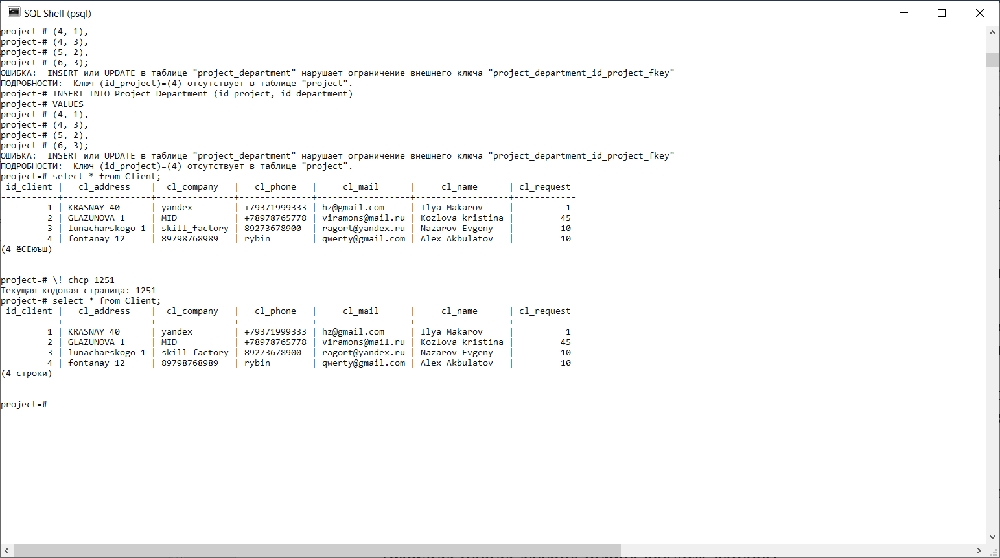 SQL Shell (psql)
project-# (4, 1),
project-# (4, 3),
project-# (5, 2),
project-# (6, 3);
ОШИБКА:  INSERT или UPDATE в таблице "project_department" нарушает ограничение внешнего ключа "project_department_id_project_fkey"
ПОДРОБНОСТИ:  Ключ (id_project)=(4) отсутствует в таблице "project".
project=# INSERT INTO Project_Department (id_project, id_department)
project-# VALUES
project-# (4, 1),
project-# (4, 3),
project-# (5, 2),
project-# (6, 3);
ОШИБКА:  INSERT или UPDATE в таблице "project_department" нарушает ограничение внешнего ключа "project_department_id_project_fkey"
ПОДРОБНОСТИ:  Ключ (id_project)=(4) отсутствует в таблице "project".
project=# select * from Client;
 id_client |   cl_address    |  cl_company   |   cl_phone   |     cl_mail      |     cl_name     | cl_request
-----------+-----------------+---------------+--------------+------------------+------------------+------------
         1 | KRASNAY 40      | yandex        | +79371999333 | hz@gmail.com     | Ilya Makarov     |          1
         2 | GLAZUNOVA 1     | MID           | +78978765778 | viramons@mail.ru | Kozlova kristina |         45
         3 | lunacharskogo 1 | skill_factory | 89273678900  | ragort@yandex.ru | Nazarov Evgeny   |         10
         4 | fontanay 12     | 89798768989   | rybin        | qwerty@gmail.com | Alex Akbulatov   |         10
(4 ёЄЁюъш)
project=# \! chcp 1251
Текущая кодовая страница: 1251
project=# select * from Client;
 id_client |   cl_address    |  cl_company   |   cl_phone   |     cl_mail      |     cl_name     | cl_request
-----------+-----------------+---------------+--------------+------------------+------------------+------------
         1 | KRASNAY 40      | yandex        | +79371999333 | hz@gmail.com     | Ilya Makarov     |          1
         2 | GLAZUNOVA 1     | MID           | +78978765778 | viramons@mail.ru | Kozlova kristina |         45
         3 | lunacharskogo 1 | skill_factory | 89273678900  | ragort@yandex.ru | Nazarov Evgeny   |         10
         4 | fontanay 12     | 89798768989   | rybin        | qwerty@gmail.com | Alex Akbulatov   |         10
(4 строки)
project=#